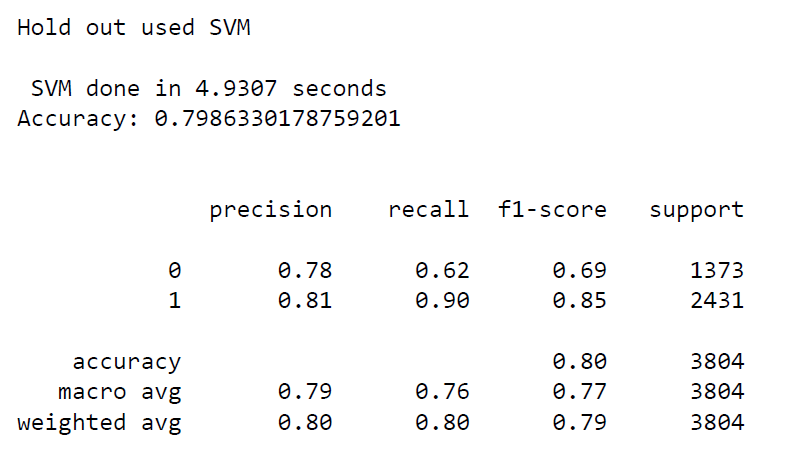 Hold out used SVM
SVM done in 4.9307 seconds
Accuracy: 0.7986330178759201
precision recall f1-score support
0 0.78 0.62 0.69 1373
1 0.81 0.90 0.85 2431
accuracy 0.80 3804
macro avg 0.79 0.76 0.77 3804
weighted avg 0.80 0.80 0.79 3804